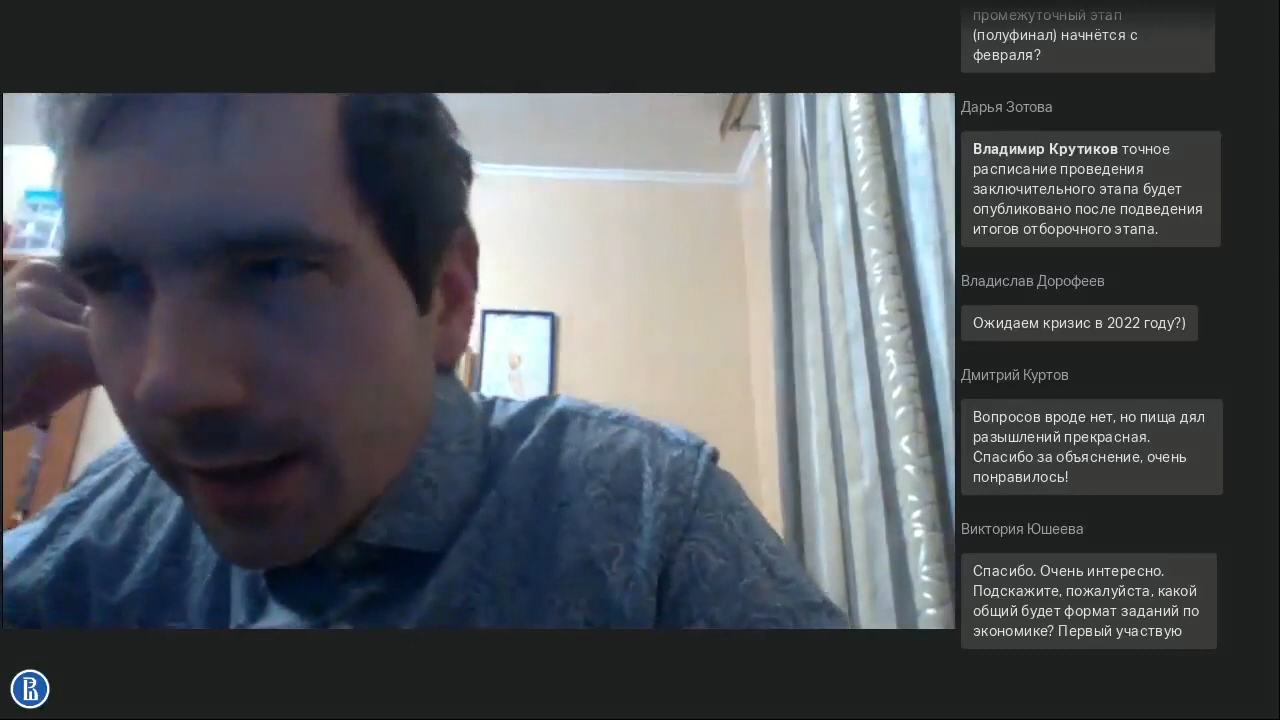 промежуточный этап
(полуфинал) начнётся с
февраля?
Дарья Зотова
Владимир Крутиков точное
расписание проведения
заключительного этапа будет
опубликовано после подведения
итогов отборочного этапа.
Владислав Дорофеев
Ожидаем кризис в 2022 году?)
Дмитрий Куртов
Вопросов вроде нет, но пища дял
разышлений прекрасная.
Спасибо за объяснение, очень
понравилось!
Виктория Юшеева
Спасибо. Очень интересно.
Подскажите, пожалуйста, какой
общий будет формат заданий по
экономике? Первый участвую